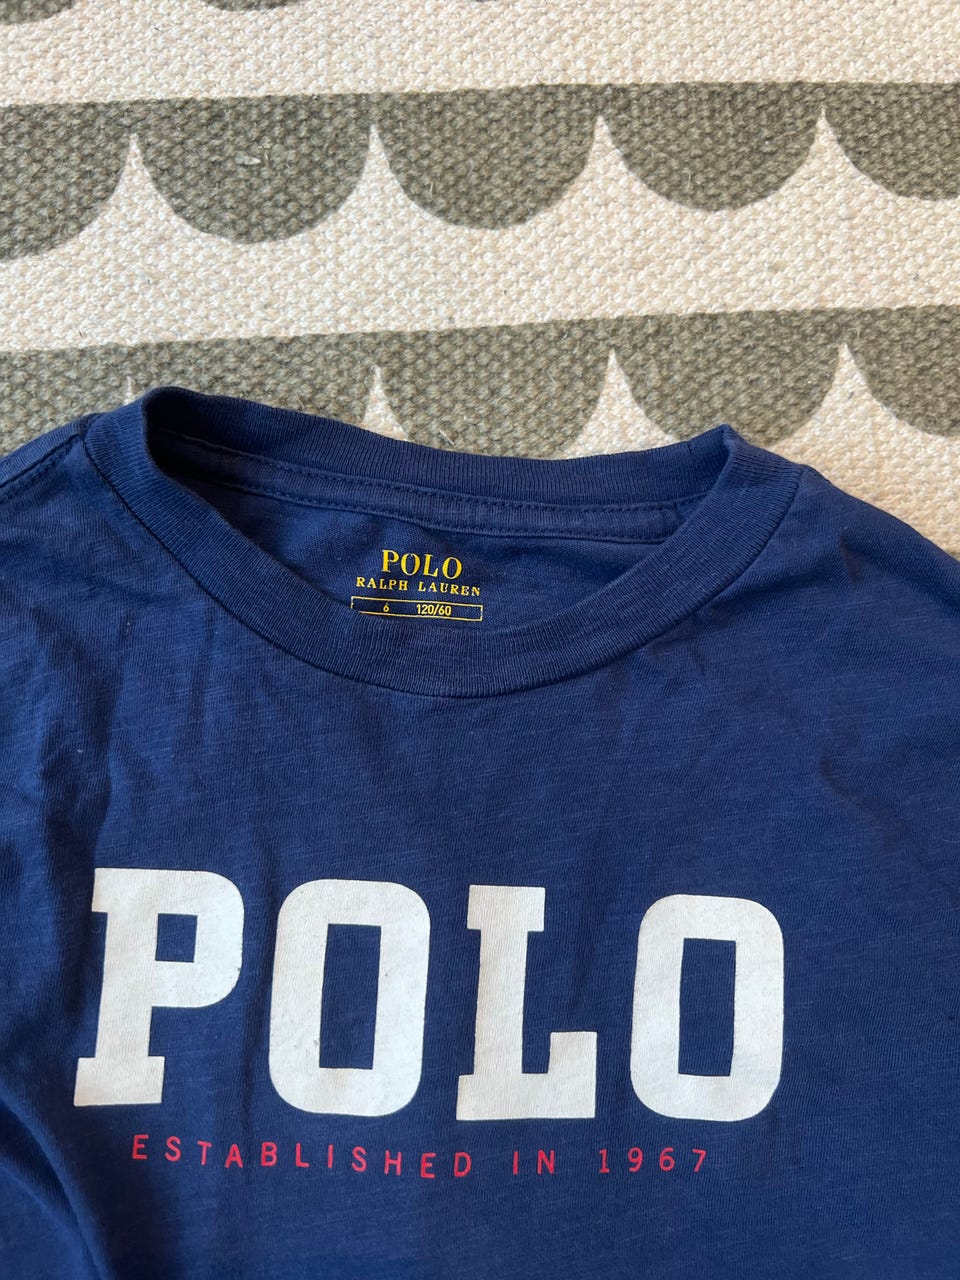 POLO
RALPH LAUREN
6 120/60
POLO
ESTABLISHED IN 1967